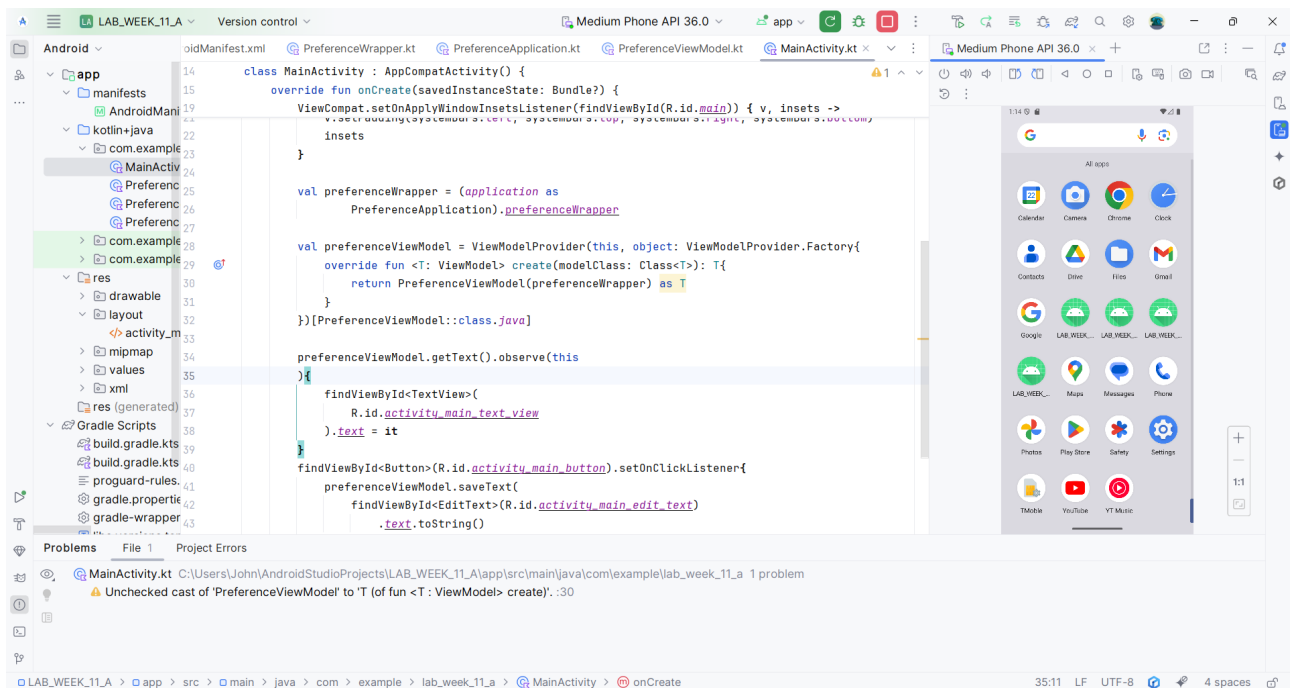 LAB_WEEK_11_A
Version control
Medium Phone API 36.0
app
Android
oidManifest.xml
PreferenceWrapper.kt
PreferenceApplication.kt
PreferenceViewModel.kt
MainActivity.kt
Medium Phone API 36.0
app
manifests
AndroidMani
kotlin+java
com.example
MainActiv
Preferenc
Preferenc
Preferenc
com.example
com.example
res
drawable
layout
activity_m
mipmap
values
xml
res (generated)
Gradle Scripts
build.gradle.kts
build.gradle.kts
proguard-rules.
gradle.propertie
gradle-wrapper
14 class MainActivity : AppCompatActivity() {
15 override fun onCreate(savedInstanceState: Bundle?) {
19 ViewCompat.setOnApplyWindowInsetsListener(findViewById(R.id.main)) { v, insets ->
21 v.setPadding(systemBars.left, systemBars.top, systemBars.right, systemBars.bottom)
22 insets
23 }
24
25 val preferenceWrapper = (application as
26 PreferenceApplication).preferenceWrapper
27
28 val preferenceViewModel = ViewModelProvider(this, object: ViewModelProvider.Factory{
29 override fun <T: ViewModel> create(modelClass: Class<T>): T{
30 return PreferenceViewModel(preferenceWrapper) as T
31 }
32 })[PreferenceViewModel::class.java]
33
34 preferenceViewModel.getText().observe(this
35 ){
36 findViewById<TextView>(
37 R.id.activity_main_text_view
38 ).text = it
39 }
40 findViewById<Button>(R.id.activity_main_button).setOnClickListener{
41 preferenceViewModel.saveText(
42 findViewById<EditText>(R.id.activity_main_edit_text)
43 .text.toString()
1
1:14
All apps
22
Calendar Camera Chrome Clock
Contacts Drive Files Gmail
Google LAB_WEEK_... LAB_WEEK_... LAB_WEEK_...
LAB_WEEK_... Maps Messages Phone
Photos Play Store Safety Settings
TMoble YouTube YT Music
1:1
Problems File 1 Project Errors
MainActivity.kt C:\Users\John\AndroidStudioProjects\LAB_WEEK_11_A\app\src\main\java\com\example\lab_week_11_a 1 problem
Unchecked cast of 'PreferenceViewModel' to 'T (of fun <T : ViewModel> create)'. :30
LAB_WEEK_11_A > app > src > main > java > com > example > lab_week_11_a > MainActivity > onCreate
35:11 LF UTF-8 4 spaces